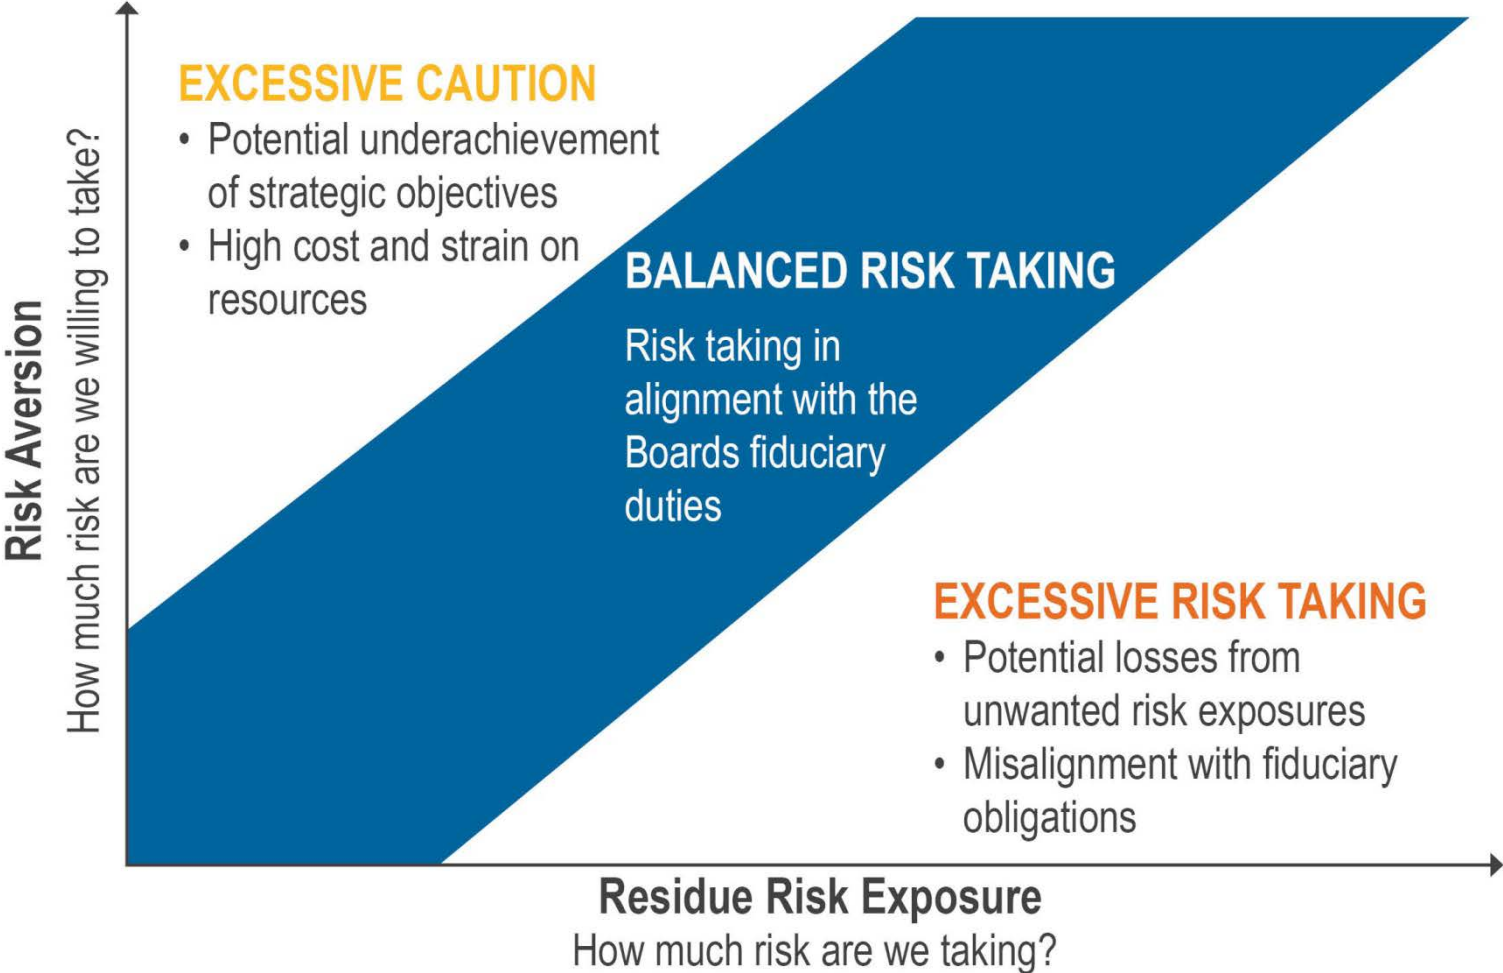 EXCESSIVE CAUTION
• Potential underachievement
of strategic objectives
• High cost and strain on
resources
BALANCED RISK TAKING
Risk taking in
alignment with the
Boards fiduciary
duties
EXCESSIVE RISK TAKING
• Potential losses from
unwanted risk exposures
• Misalignment with fiduciary
obligations
Risk Aversion
How much risk are we willing to take?
Residue Risk Exposure
How much risk are we taking?